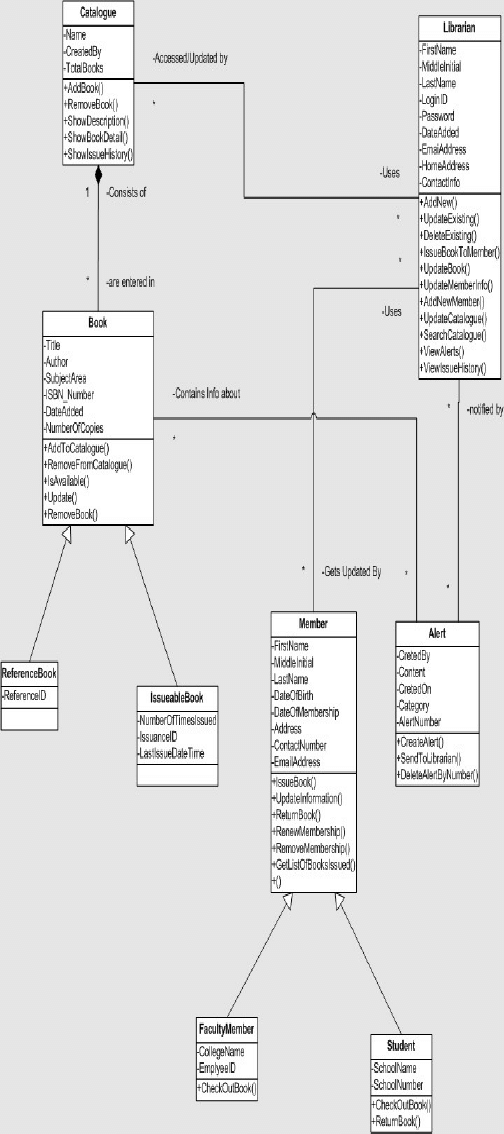 Catalogue
-Name
-CreatedBy
-TotalBooks
+AddBook()
+RemoveBook()
+ShowDescription()
+ShowBookDetail()
+ShowIssueHistory()
Librarian
-FirstName
-MiddleInitial
-LastName
-LoginID
-Password
-DateAdded
-EmailAddress
-HomeAddress
-ContactInfo
+AddNew()
+UpdateExisting()
+DeleteExisting()
+IssueBookToMember()
+UpdateBook()
+UpdateMemberInfo()
+AddNewMember()
+UpdateCatalogue()
+SearchCatalogue()
+ViewAlerts()
+ViewIssueHistory()
-Accessed/Updated by
*
-Uses
*
1
-Consists of
*
-are entered in
*
-Uses
Book
-Title
-Author
-SubjectArea
-ISBN_Number
-DateAdded
-NumberOfCopies
+AddToCatalogue()
+RemoveFromCatalogue()
+IsAvailable()
+Update()
+RemoveBook()
-Contains Info about
*
*
-notified by
*
-Gets Updated By
*
*
ReferenceBook
-ReferenceID
IssueableBook
-NumberOfTimesIssued
-IssuanceID
-LastIssueDateTime
Member
-FirstName
-MiddleInitial
-LastName
-DateOfBirth
-DateOfMembership
-Address
-ContactNumber
-EmailAddress
+IssueBook()
+UpdateInformation()
+ReturnBook()
+RenewMembership()
+RemoveMembership()
+GetListOfBooksIssued()
+()
Alert
-CretedBy
-Content
-CretedOn
-Category
-AlertNumber
+CreateAlert()
+SendToLibrarian()
+DeleteAlertByNumber()
FacultyMember
-CollegeName
-EmplyeeID
+CheckOutBook()
Student
-SchoolName
-SchoolNumber
+CheckOutBook()
+ReturnBook()